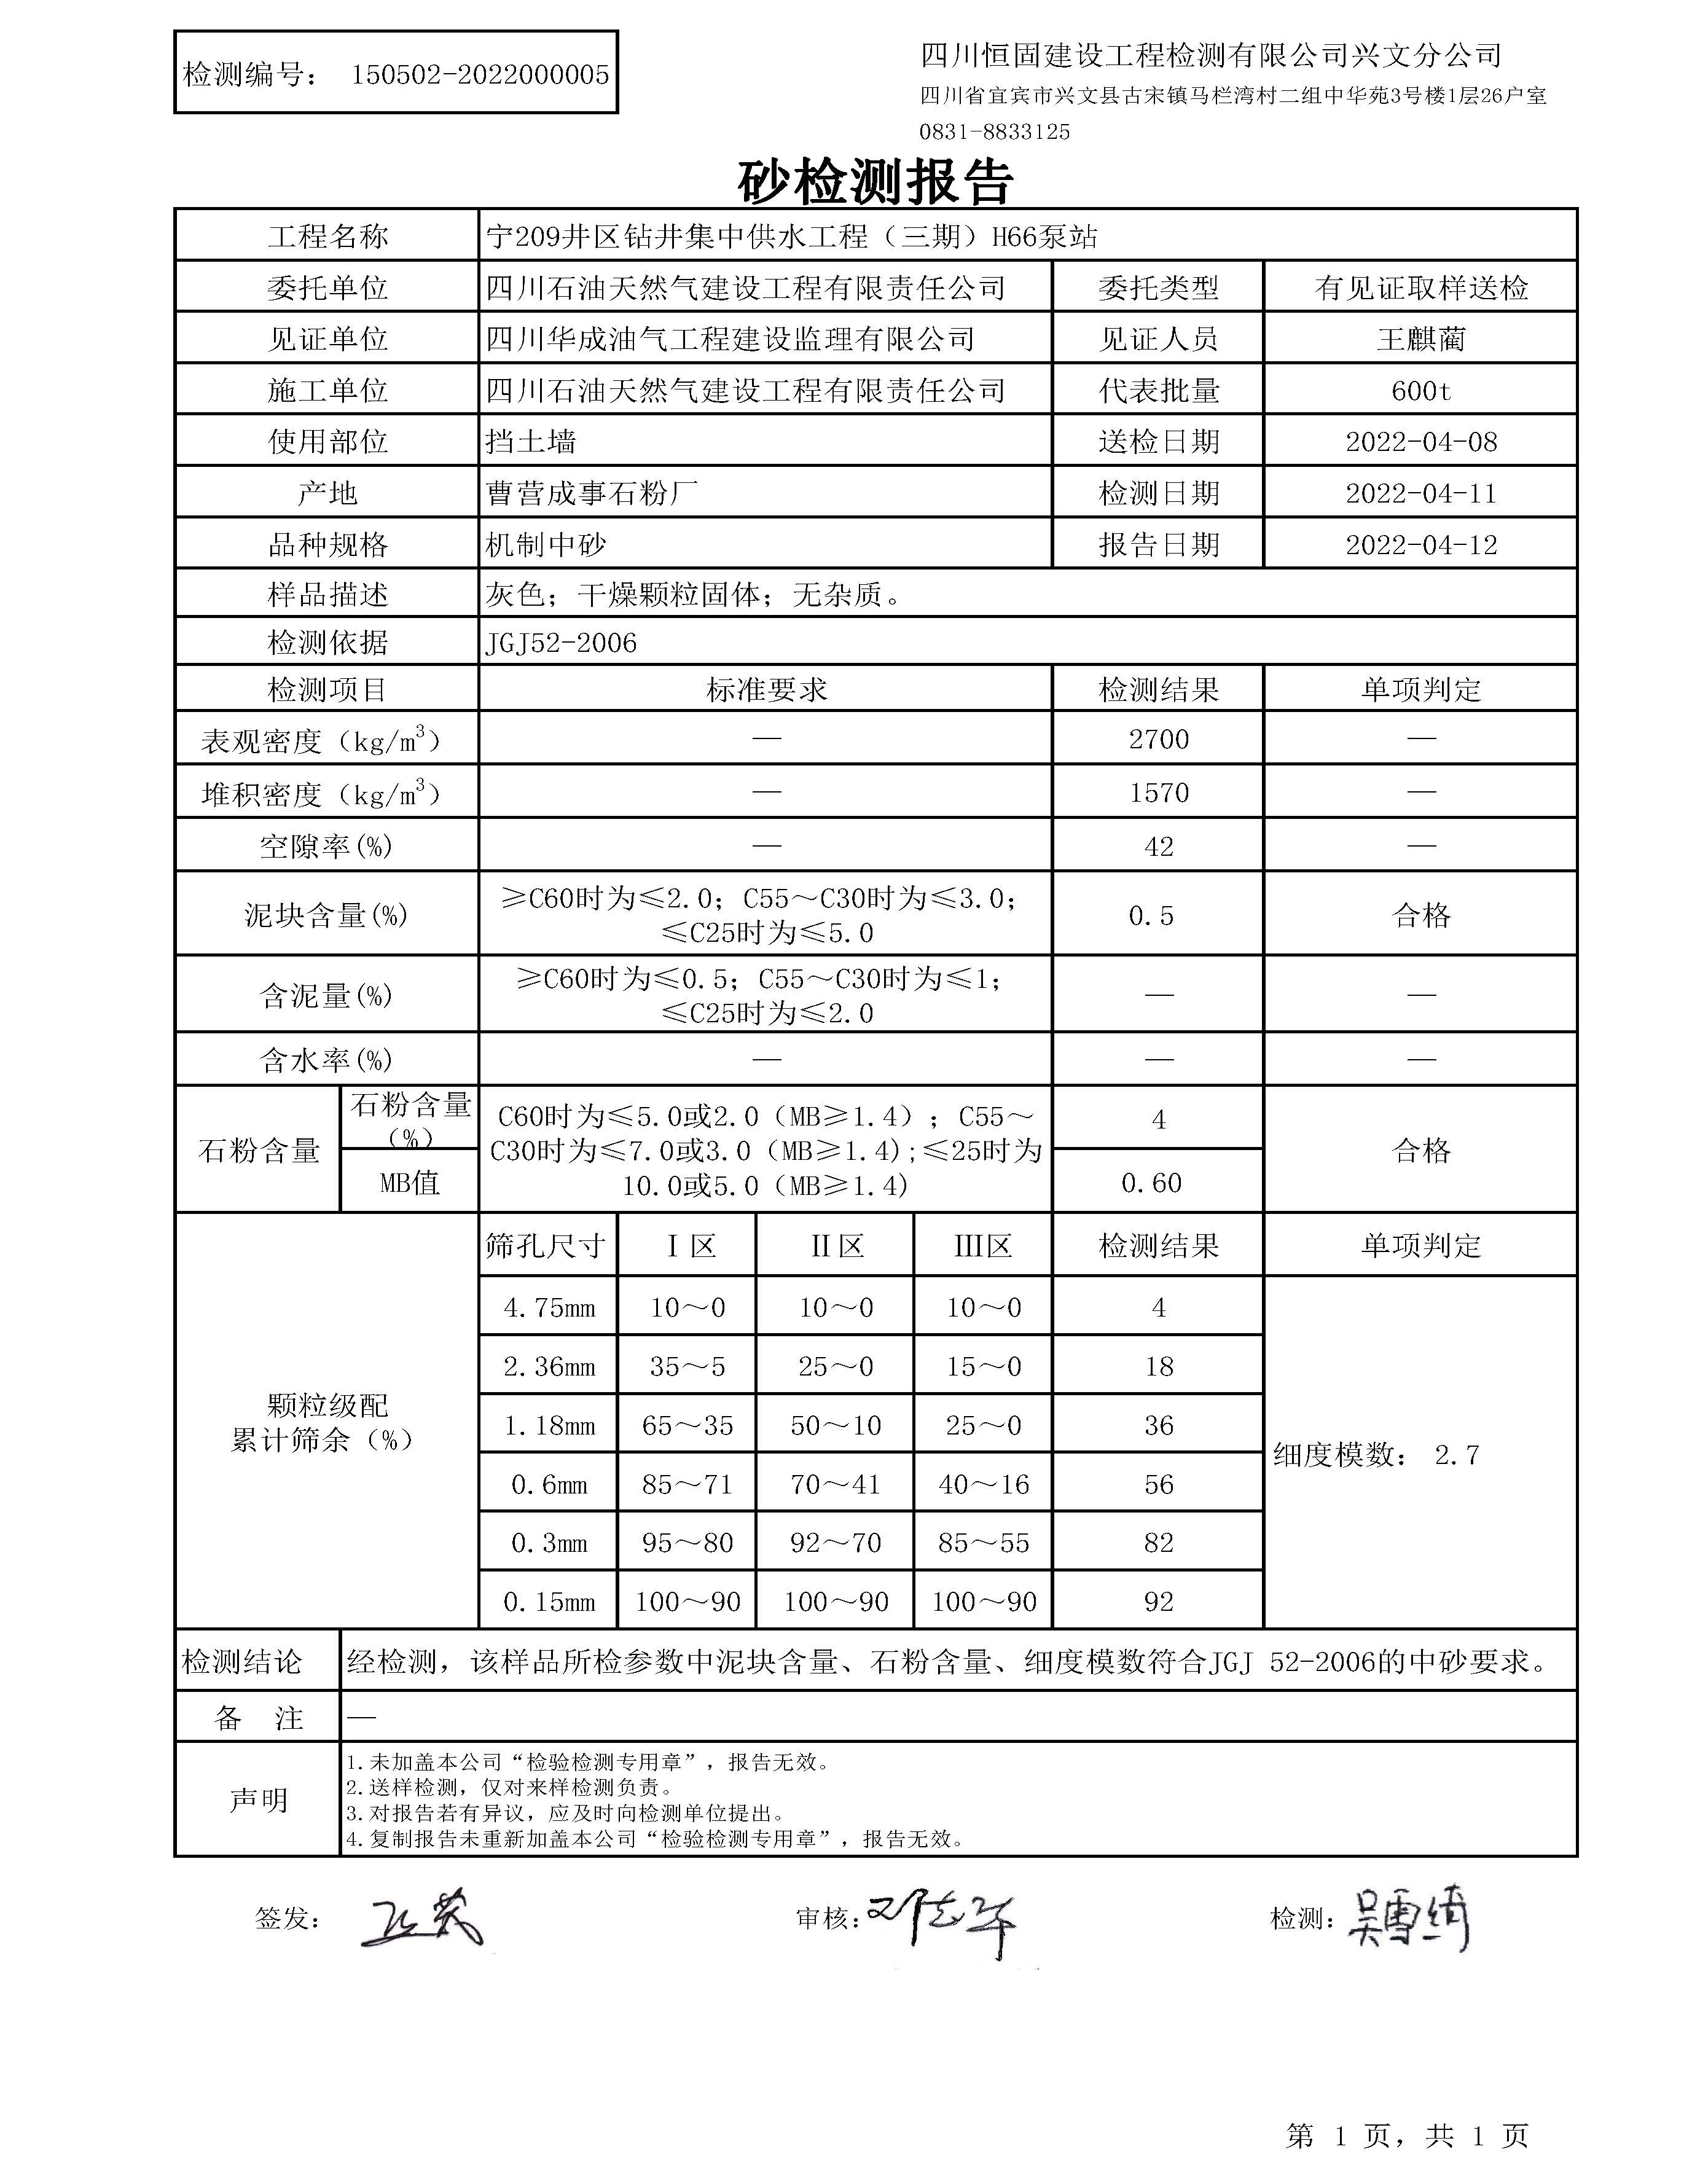 检测编号： 150502-2022000005
四川恒固建设工程检测有限公司兴文分公司
四川省宜宾市兴文县古宋镇马栏湾村二组中华苑3号楼1层26户室
0831-8833125
砂检测报告
工程名称 宁209井区钻井集中供水工程（三期）H66泵站
委托单位 四川石油天然气建设工程有限责任公司 委托类型 有见证取样送检
见证单位 四川华成油气工程建设监理有限公司 见证人员 王麒蔺
施工单位 四川石油天然气建设工程有限责任公司 代表批量 600t
使用部位 挡土墙 送检日期 2022-04-08
产地 曹营成事石粉厂 检测日期 2022-04-11
品种规格 机制中砂 报告日期 2022-04-12
样品描述 灰色；干燥颗粒固体；无杂质。
检测依据 JGJ52-2006
检测项目 标准要求 检测结果 单项判定
表观密度（kg/m³） — 2700 —
堆积密度（kg/m³） — 1570 —
空隙率(%) — 42 —
泥块含量(%) ≥C60时为≤2.0；C55～C30时为≤3.0；
≤C25时为≤5.0 0.5 合格
含泥量(%) ≥C60时为≤0.5；C55～C30时为≤1；
≤C25时为≤2.0 — —
含水率(%) — — —
石粉含量 石粉含量
（%）
C60时为≤5.0或2.0（MB≥1.4）；C55～
C30时为≤7.0或3.0（MB≥1.4);≤25时为
10.0或5.0（MB≥1.4)
4 合格
MB值 0.60
颗粒级配
累计筛余（%）
筛孔尺寸 I区 II区 III区 检测结果 单项判定
4.75mm 10～0 10～0 10～0 4
2.36mm 35～5 25～0 15～0 18
1.18mm 65～35 50～10 25～0 36
细度模数： 2.7
0.6mm 85～71 70～41 40～16 56
0.3mm 95～80 92～70 85～55 82
0.15mm 100～90 100～90 100～90 92
检测结论 经检测，该样品所检参数中泥块含量、石粉含量、细度模数符合JGJ 52-2006的中砂要求。
备 注 —
声明
1.未加盖本公司“检验检测专用章”，报告无效。
2.送样检测，仅对来样检测负责。
3.对报告若有异议，应及时向检测单位提出。
4.复制报告未重新加盖本公司“检验检测专用章”，报告无效。
签发： 审核：邓志华 检测：吴雪绮
第 1 页，共 1 页